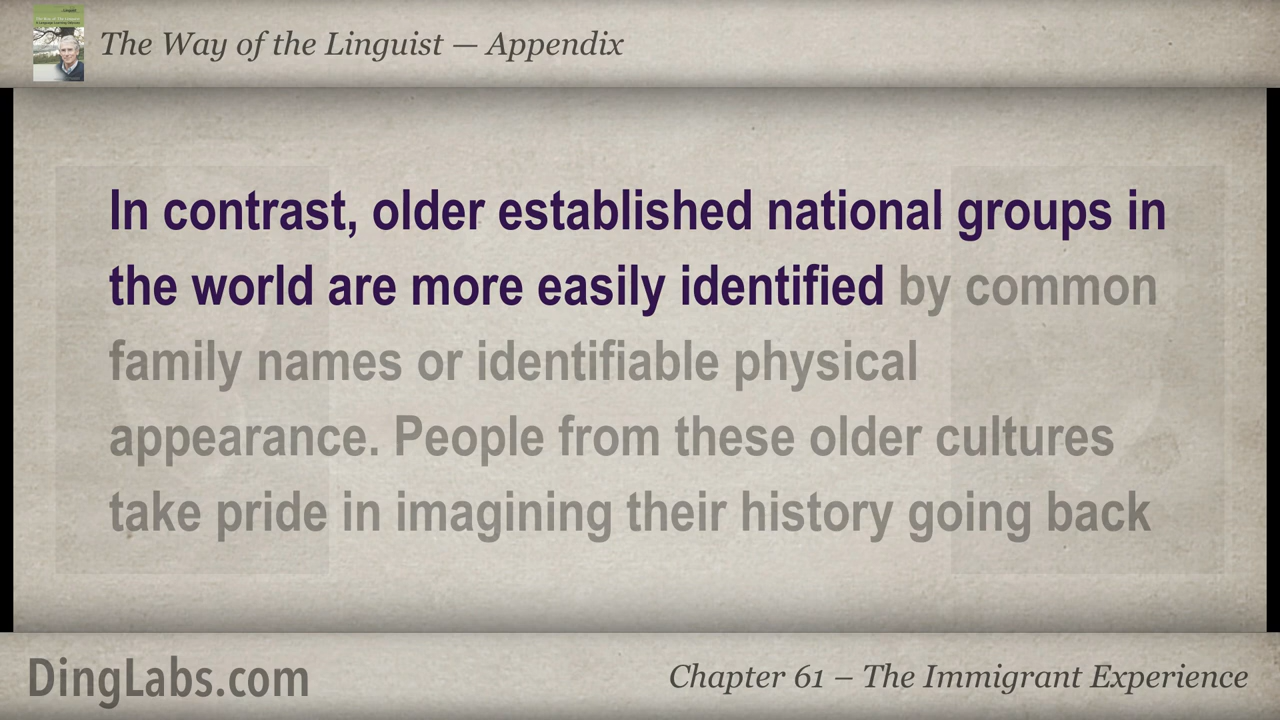 The Way of the Linguist — Appendix
In contrast, older established national groups in
the world are more easily identified by common
family names or identifiable physical
appearance. People from these older cultures
take pride in imagining their history going back
DingLabs.com
Chapter 61 – The Immigrant Experience